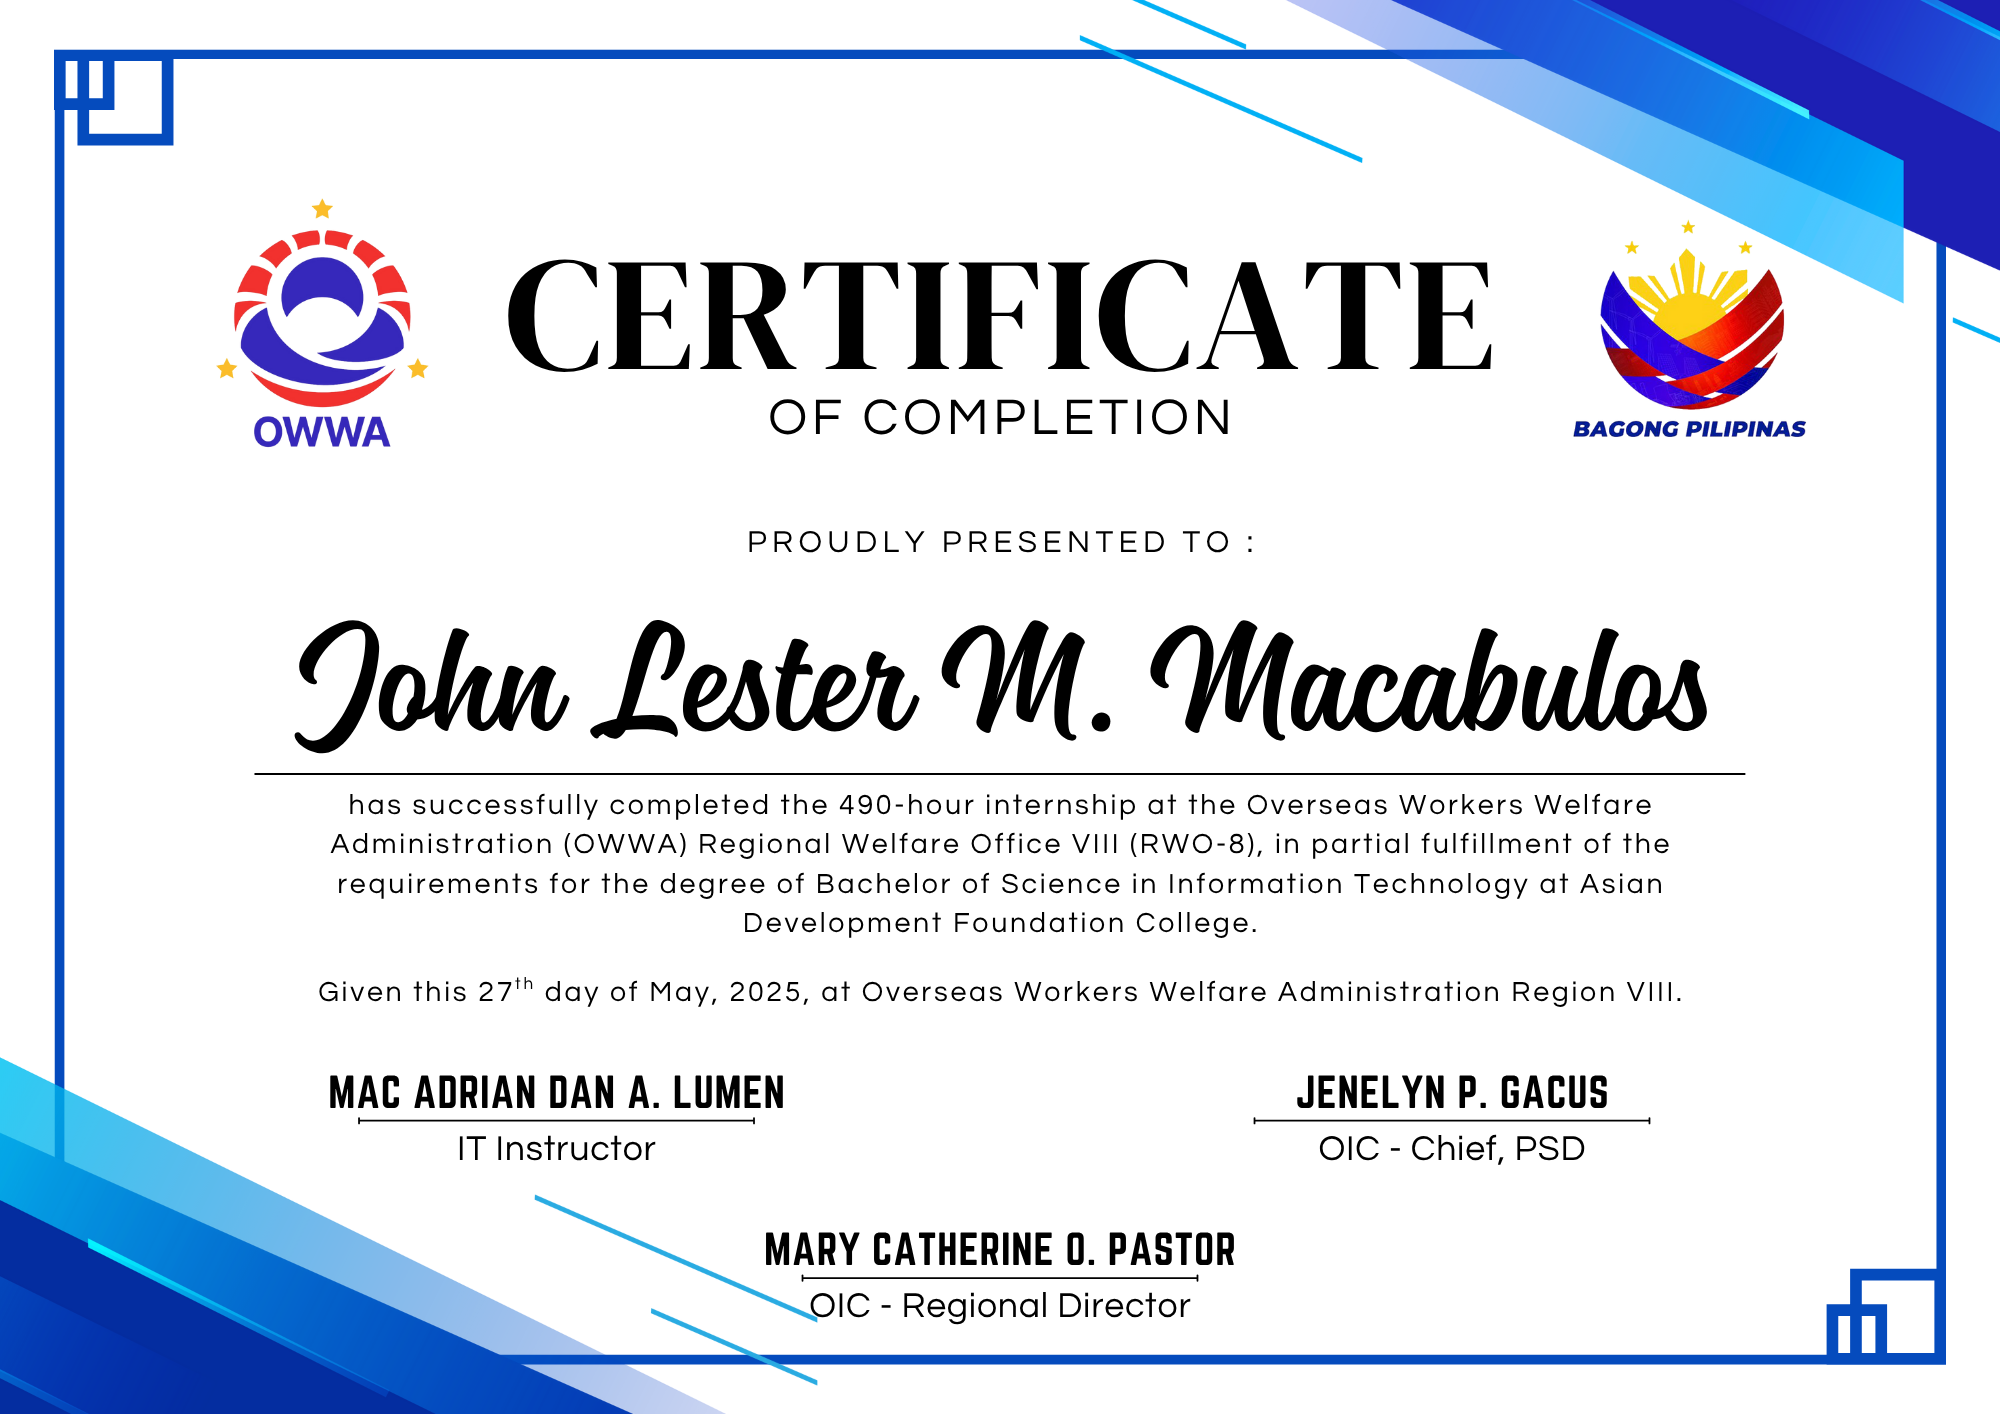 OWWA
CERTIFICATE
OF COMPLETION
BAGONG PILIPINAS
PROUDLY PRESENTED TO :
John Lester M. Macabulos
has successfully completed the 490-hour internship at the Overseas Workers Welfare
Administration (OWWA) Regional Welfare Office VIII (RWO-8), in partial fulfillment of the
requirements for the degree of Bachelor of Science in Information Technology at Asian
Development Foundation College.
Given this 27th day of May, 2025, at Overseas Workers Welfare Administration Region VIII.
MAC ADRIAN DAN A. LUMEN
IT Instructor
JENELYN P. GACUS
OIC - Chief, PSD
MARY CATHERINE O. PASTOR
OIC - Regional Director